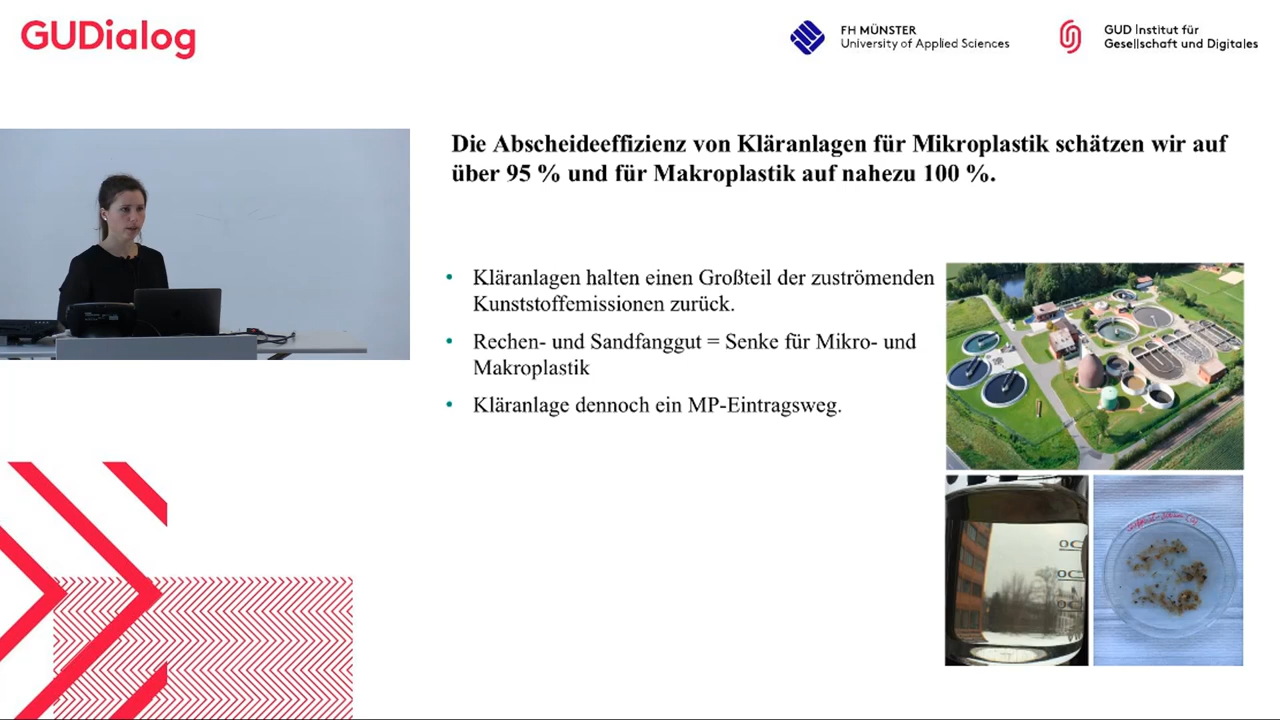 GUDialog
FH MÜNSTER
University of Applied Sciences
GUD Institut für
Gesellschaft und Digitales
Die Abscheideeffizienz von Kläranlagen für Mikroplastik schätzen wir auf
über 95 % und für Makroplastik auf nahezu 100 %.
• Kläranlagen halten einen Großteil der zuströmenden
Kunststoffemissionen zurück.
• Rechen- und Sandfanggut = Senke für Mikro- und
Makroplastik
• Kläranlage dennoch ein MP-Eintragsweg.